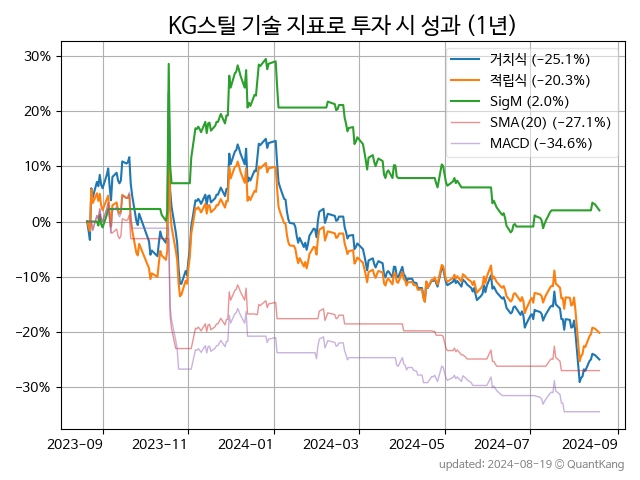 KG스틸 기술 지표로 투자 시 성과 (1년)
거치식 (−25.1%)
적립식 (−20.3%)
SigM (2.0%)
SMA(20) (−27.1%)
MACD (−34.6%)
30%
20%
10%
0%
−10%
−20%
−30%
2023-09 2023-11 2024-01 2024-03 2024-05 2024-07 2024-09
updated: 2024-08-19 © QuantKang